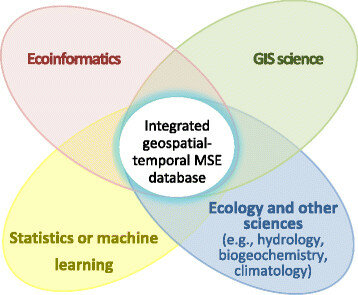 Ecoinformatics
GIS science
Integrated
geospatial-
temporal MSE
database
Statistics or machine
learning
Ecology and other
sciences
(e.g., hydrology,
biogeochemistry,
climatology)